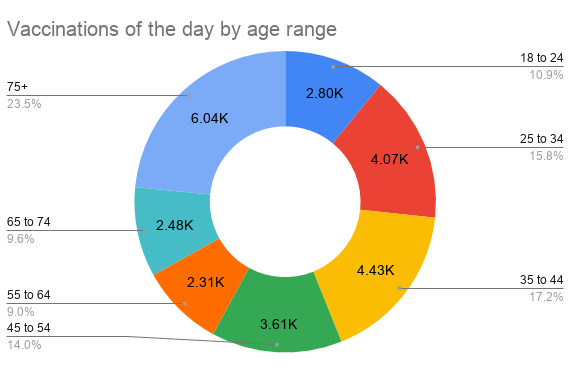 Vaccinations of the day by age range
18 to 24
10.9%
2.80K
25 to 34
15.8%
4.07K
35 to 44
17.2%
4.43K
45 to 54
14.0%
3.61K
55 to 64
9.0%
2.31K
65 to 74
9.6%
2.48K
75+
23.5%
6.04K